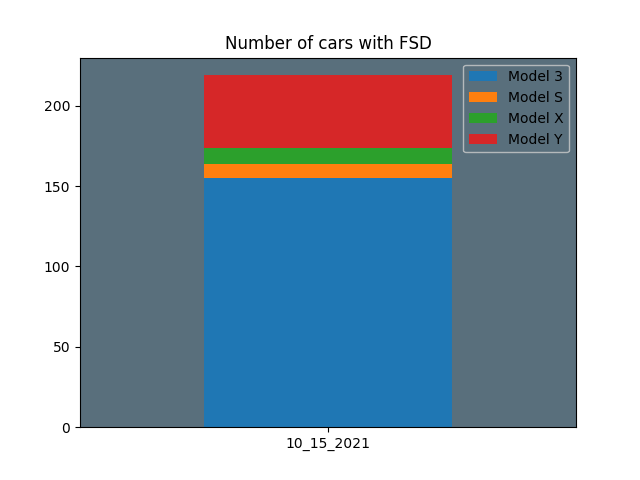 Number of cars with FSD
Model 3
Model S
Model X
Model Y
200
150
100
50
0
10_15_2021